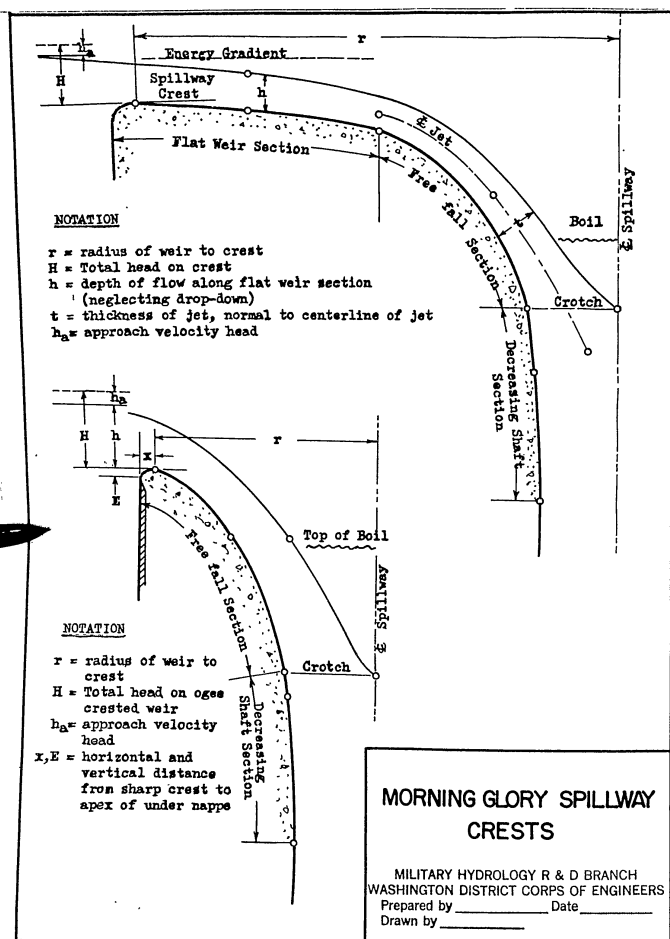 r
Energy Gradient
hₐ
H
Spillway
Crest
h
Flat Weir Section
℄ Jet
Free fall
Section
t
Boil
℄ Spillway
Crotch
Decreasing Shaft
Section
NOTATION
r = radius of weir to crest
H = Total head on crest
h = depth of flow along flat weir section
(neglecting drop-down)
t = thickness of jet, normal to centerline of jet
hₐ= approach velocity head
hₐ
H
h
r
x
E
Free fall Section
Top of Boil
℄ Spillway
Crotch
Decreasing
Shaft Section
NOTATION
r = radius of weir to
crest
H = Total head on ogee
crested weir
hₐ= approach velocity
head
x,E = horizontal and
vertical distance
from sharp crest to
apex of under nappe
MORNING GLORY SPILLWAY
CRESTS
MILITARY HYDROLOGY R & D BRANCH
WASHINGTON DISTRICT CORPS OF ENGINEERS
Prepared by ________ Date ________
Drawn by ________